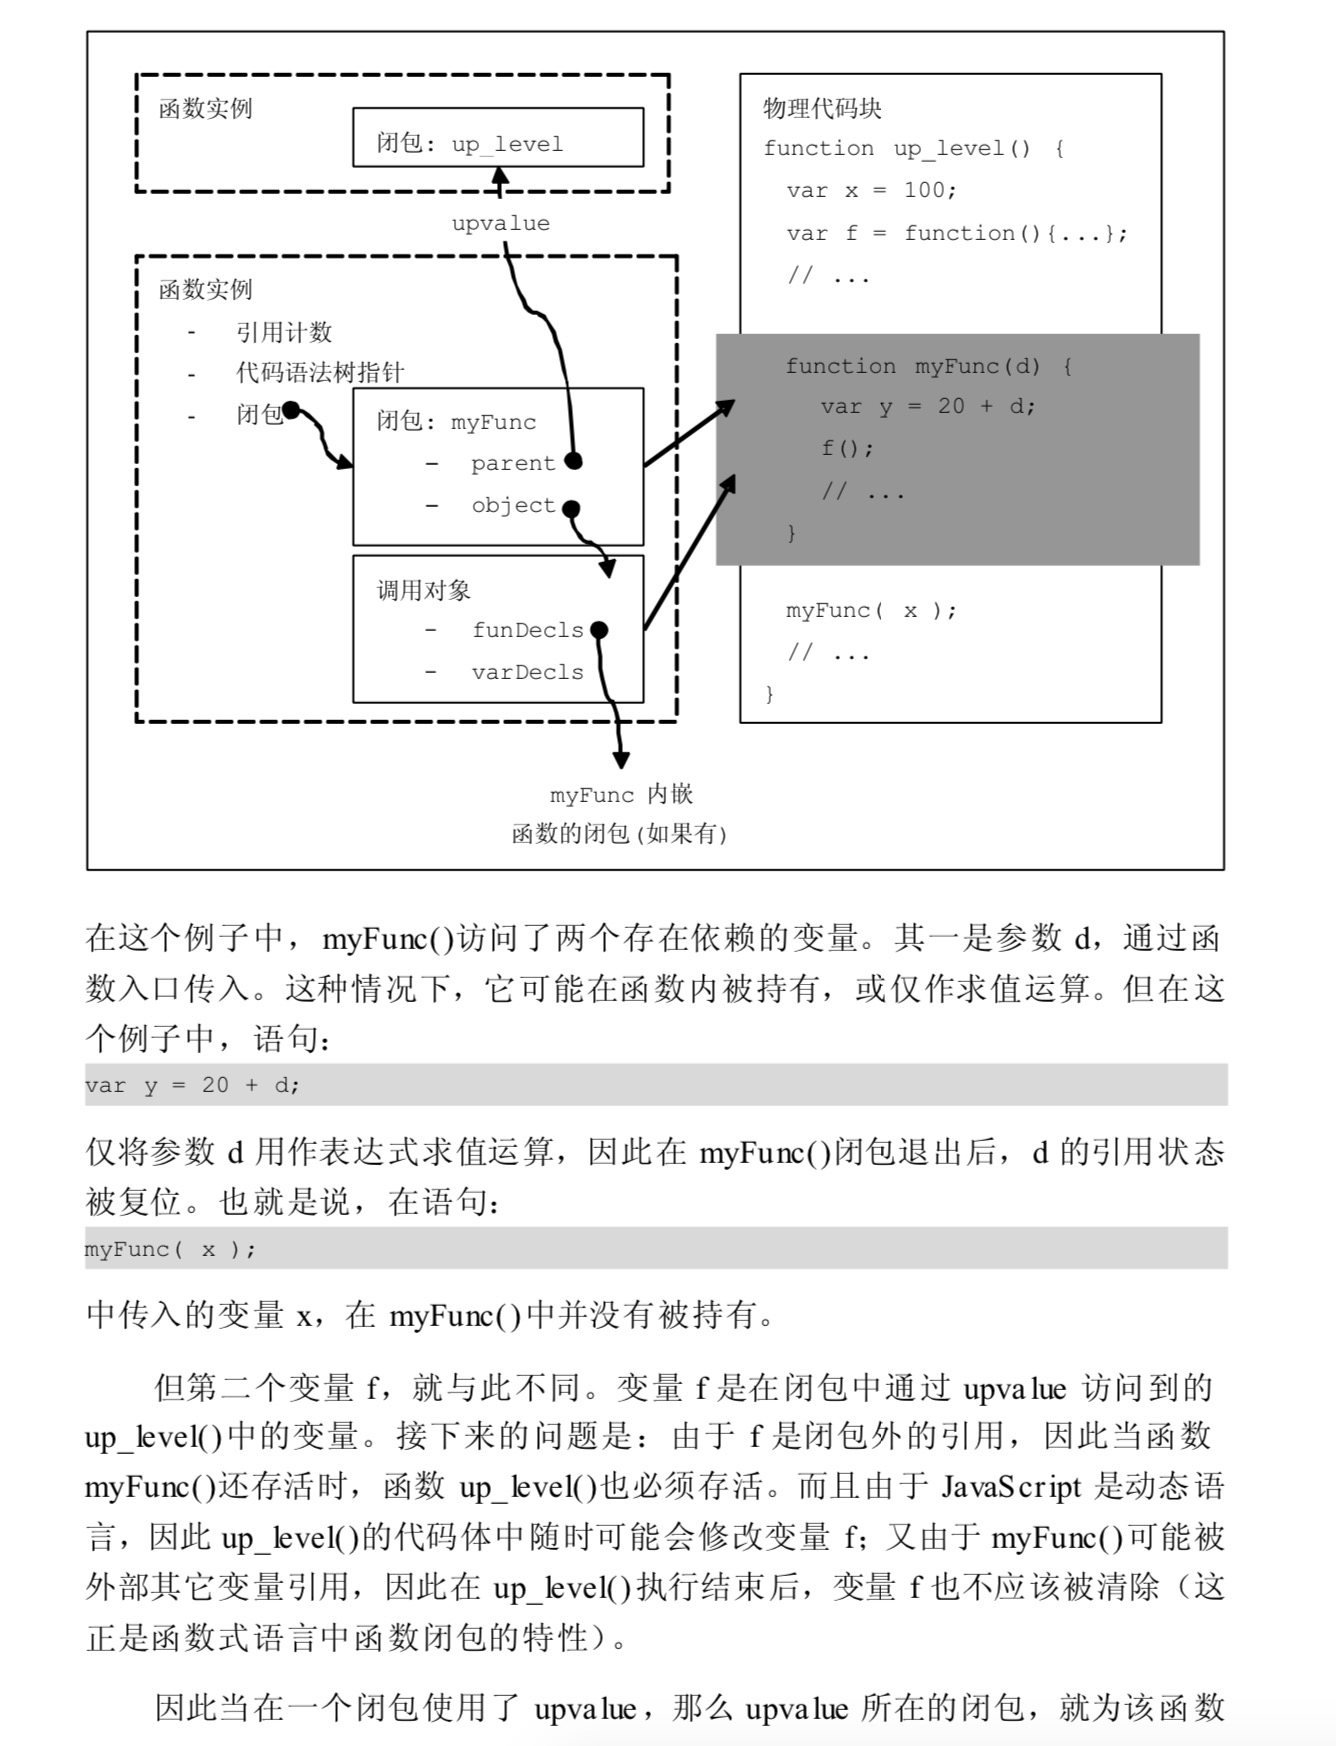 函数实例
闭包: up_level
upvalue
函数实例
- 引用计数
- 代码语法树指针
- 闭包
闭包: myFunc
- parent
- object
调用对象
- funDecls
- varDecls
myFunc 内嵌
函数的闭包(如果有)
物理代码块
function up_level() {
var x = 100;
var f = function(){...};
// ...
function myFunc(d) {
var y = 20 + d;
f();
// ...
}
myFunc( x );
// ...
}
在这个例子中，myFunc()访问了两个存在依赖的变量。其一是参数 d，通过函
数入口传入。这种情况下，它可能在函数内被持有，或仅作求值运算。但在这
个例子中，语句：
var y = 20 + d;
仅将参数 d 用作表达式求值运算，因此在 myFunc()闭包退出后，d 的引用状态
被复位。也就是说，在语句：
myFunc( x );
中传入的变量 x，在 myFunc()中并没有被持有。
但第二个变量 f，就与此不同。变量 f 是在闭包中通过 upvalue 访问到的
up_level()中的变量。接下来的问题是：由于 f 是闭包外的引用，因此当函数
myFunc()还存活时，函数 up_level()也必须存活。而且由于 JavaScript 是动态语
言，因此 up_level()的代码体中随时可能会修改变量 f；又由于 myFunc()可能被
外部其它变量引用，因此在 up_level()执行结束后，变量 f 也不应该被清除（这
正是函数式语言中函数闭包的特性）。
因此当在一个闭包使用了 upvalue，那么 upvalue 所在的闭包，就为该函数